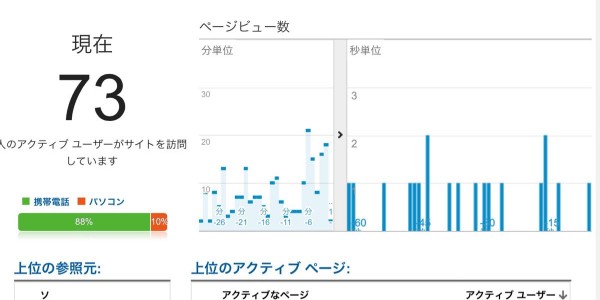 ページビュー数
現在
分単位
秒単位
73
30
3
人のアクティブ ユーザーがサイトを訪問
しています
20
2
携帯電話
パソコン
10
1
88%
10%
分
-26
分
-21
分
-16
分
-11
分
-6
上位の参照元:
上位のアクティブ ページ:
ソ
アクティブなページ
アクティブ ユーザー